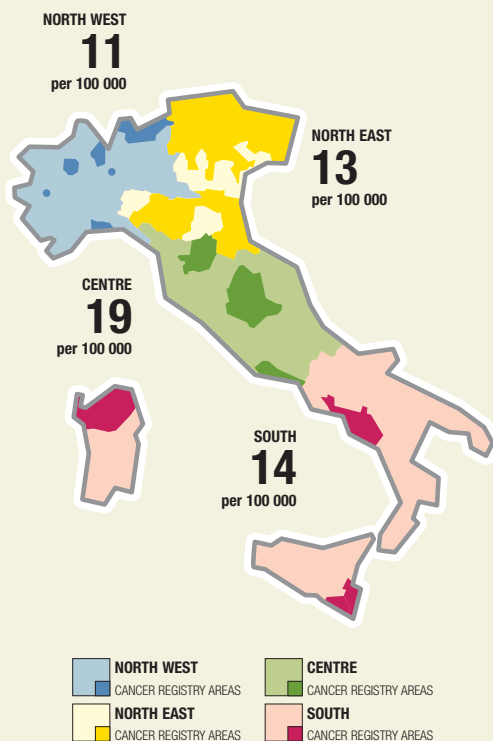 NORTH WEST
11
per 100 000
NORTH EAST
13
per 100 000
CENTRE
19
per 100 000
SOUTH
14
per 100 000
NORTH WEST
CANCER REGISTRY AREAS
CENTRE
CANCER REGISTRY AREAS
NORTH EAST
CANCER REGISTRY AREAS
SOUTH
CANCER REGISTRY AREAS